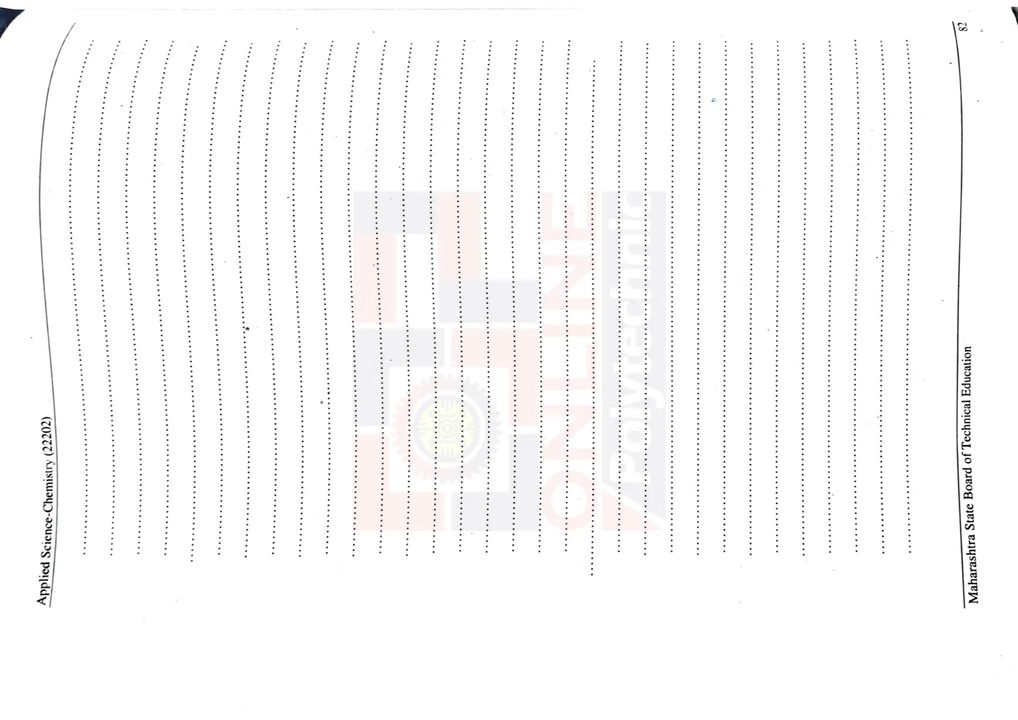 Applied Science-Chemistry (22202)
ONLINE
Polytechnic
Maharashtra State Board of Technical Education 82